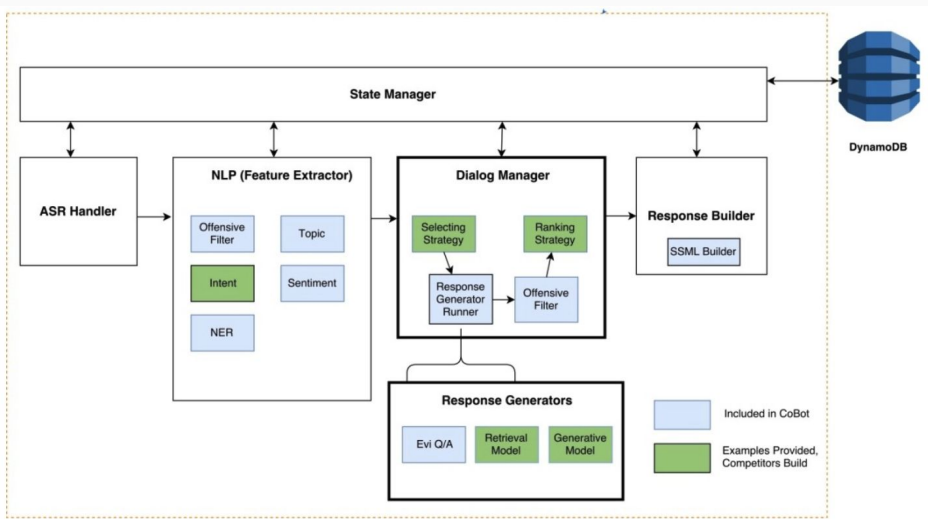 State Manager
DynamoDB
ASR Handler
NLP (Feature Extractor)
Offensive
Filter
Topic
Intent
Sentiment
NER
Dialog Manager
Selecting
Strategy
Ranking
Strategy
Response
Generator
Runner
Offensive
Filter
Response Builder
SSML Builder
Response Generators
Evi Q/A
Retrieval
Model
Generative
Model
Included in CoBot
Examples Provided,
Competitors Build